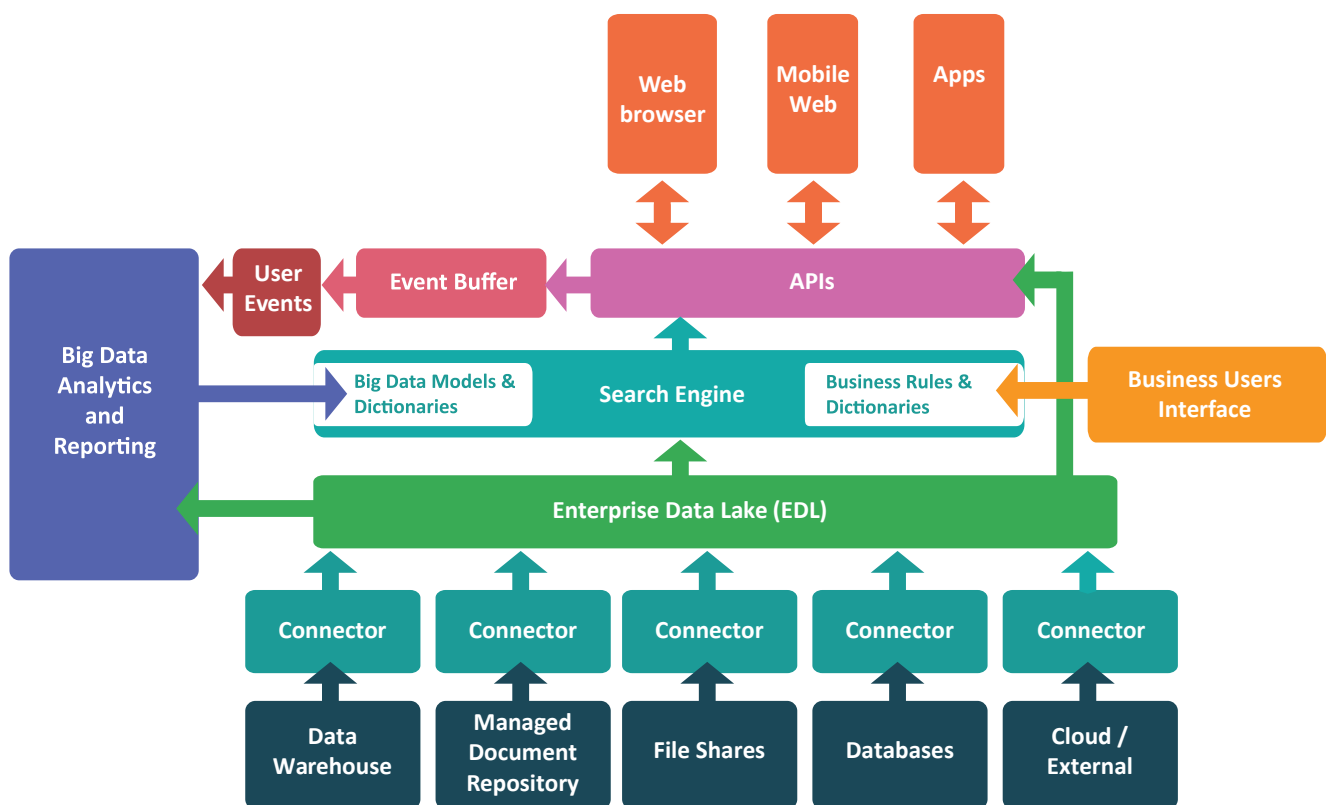 Web
browser
Mobile
Web
Apps
User
Events
Event Buffer
APIs
Big Data
Analytics
and
Reporting
Big Data Models &
Dictionaries
Search Engine
Business Rules &
Dictionaries
Business Users
Interface
Enterprise Data Lake (EDL)
Connector
Connector
Connector
Connector
Connector
Data
Warehouse
Managed
Document
Repository
File Shares
Databases
Cloud /
External